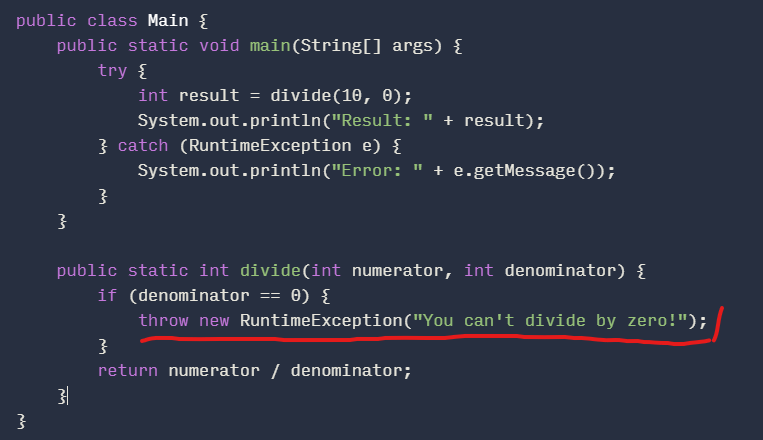 public class Main {
    public static void main(String[] args) {
        try {
            int result = divide(10, 0);
            System.out.println("Result: " + result);
        } catch (RuntimeException e) {
            System.out.println("Error: " + e.getMessage());
        }
    }

    public static int divide(int numerator, int denominator) {
        if (denominator == 0) {
            throw new RuntimeException("You can't divide by zero!");
        }
        return numerator / denominator;
    }
}